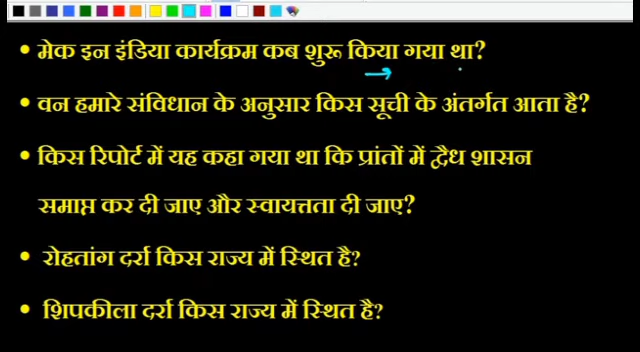 • मेक इन इंडिया कार्यक्रम कब शुरू किया गया था?
• वन हमारे संविधान के अनुसार किस सूची के अंतर्गत आता है?
• किस रिपोर्ट में यह कहा गया था कि प्रांतों में द्वैध शासन
समाप्त कर दी जाए और स्वायत्तता दी जाए?
• रोहतांग दर्रा किस राज्य में स्थित है?
• शिपकीला दर्रा किस राज्य में स्थित है?